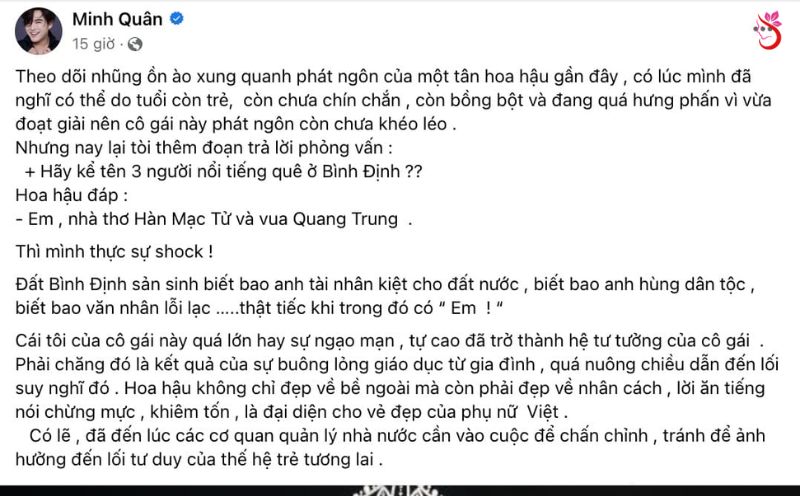 Minh Quân
15 giờ ·
Theo dõi những ồn ào xung quanh phát ngôn của một tân hoa hậu gần đây , có lúc mình đã
nghĩ có thể do tuổi còn trẻ, còn chưa chín chắn , còn bồng bột và đang quá hưng phấn vì vừa
đoạt giải nên cô gái này phát ngôn còn chưa khéo léo .
Nhưng nay lại tòi thêm đoạn trả lời phỏng vấn :
+ Hãy kể tên 3 người nổi tiếng quê ở Bình Định ??
Hoa hậu đáp :
- Em , nhà thơ Hàn Mạc Tử và vua Quang Trung .
Thì mình thực sự shock !
Đất Bình Định sản sinh biết bao anh tài nhân kiệt cho đất nước , biết bao anh hùng dân tộc ,
biết bao văn nhân lỗi lạc .....thật tiếc khi trong đó có “ Em ! “
Cái tôi của cô gái này quá lớn hay sự ngạo mạn , tự cao đã trở thành hệ tư tưởng của cô gái .
Phải chăng đó là kết quả của sự buông lỏng giáo dục từ gia đình , quá nuông chiều dẫn đến lối
suy nghĩ đó . Hoa hậu không chỉ đẹp về bề ngoài mà còn phải đẹp về nhân cách , lời ăn tiếng
nói chừng mực , khiêm tốn , là đại diện cho vẻ đẹp của phụ nữ Việt .
Có lẽ , đã đến lúc các cơ quan quản lý nhà nước cần vào cuộc để chấn chỉnh , tránh để ảnh
hưởng đến lối tư duy của thế hệ trẻ tương lai .